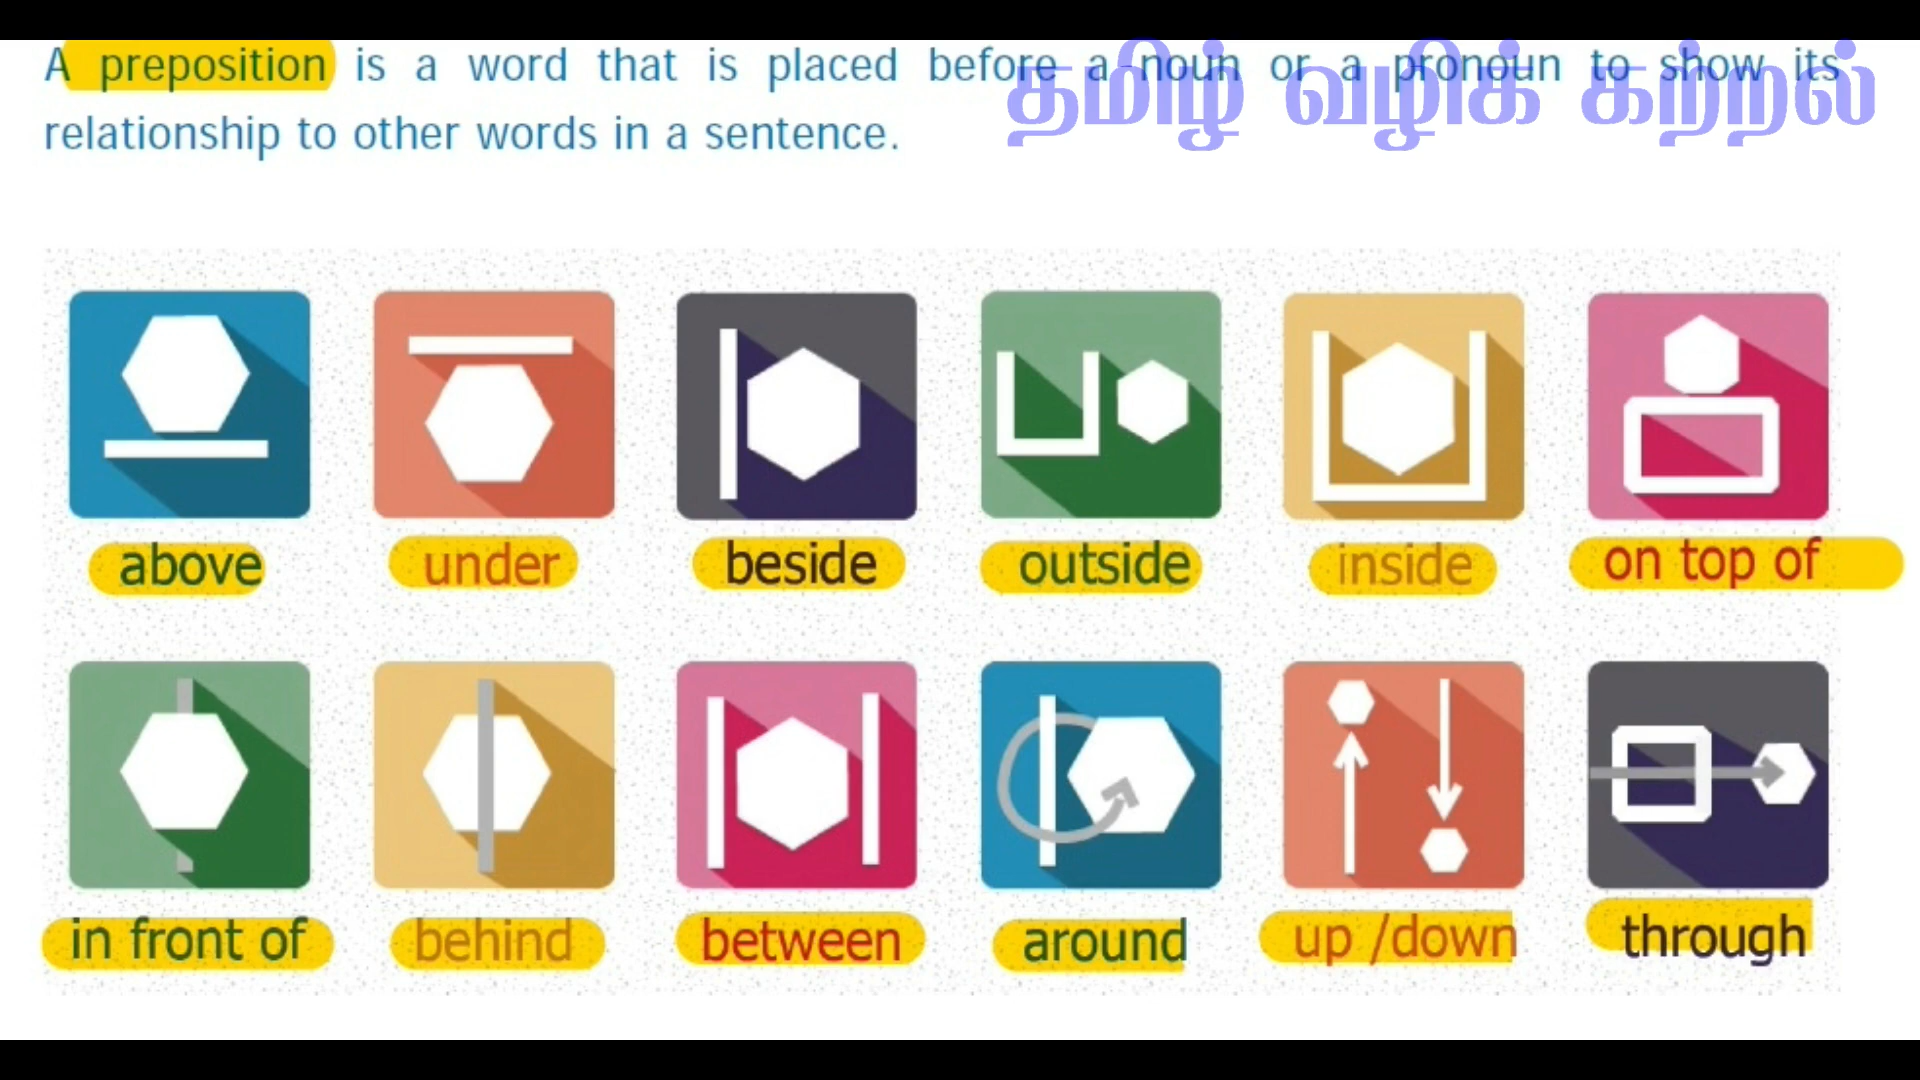 A preposition is a word that is placed before a noun or a pronoun to show its
relationship to other words in a sentence.
தமிழ் வழிக் கற்றல்
above under beside outside inside on top of
in front of behind between around up /down through